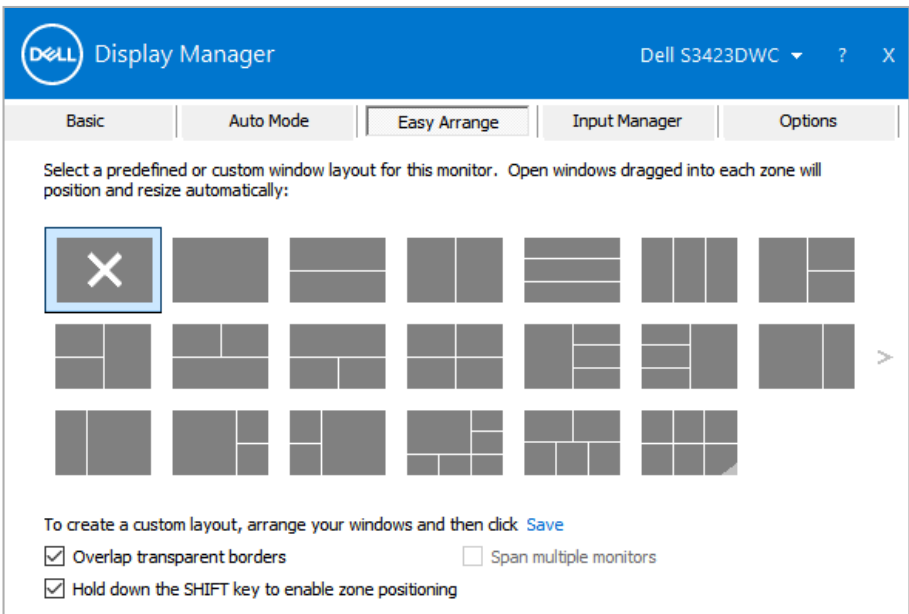 DELL Display Manager Dell S3423DWC ? X
Basic Auto Mode Easy Arrange Input Manager Options
Select a predefined or custom window layout for this monitor. Open windows dragged into each zone will
position and resize automatically:
>
To create a custom layout, arrange your windows and then click Save
Overlap transparent borders Span multiple monitors
Hold down the SHIFT key to enable zone positioning